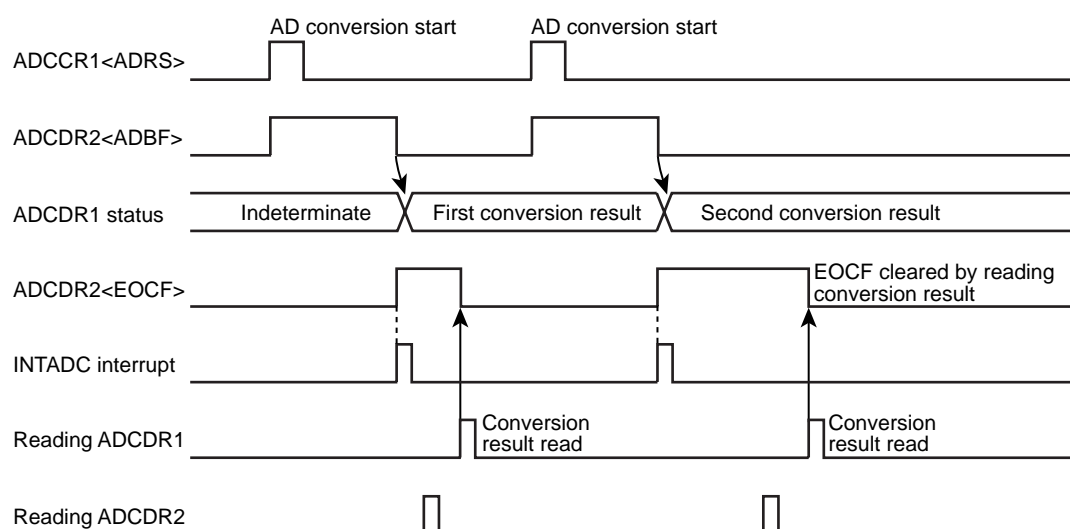 AD conversion start AD conversion start
ADCCR1<ADRS>
ADCDR2<ADBF>
ADCDR1 status Indeterminate First conversion result Second conversion result
EOCF cleared by reading
ADCDR2<EOCF>
conversion result
INTADC interrupt
Conversion Conversion
Reading ADCDR1
result read result read
Reading ADCDR2